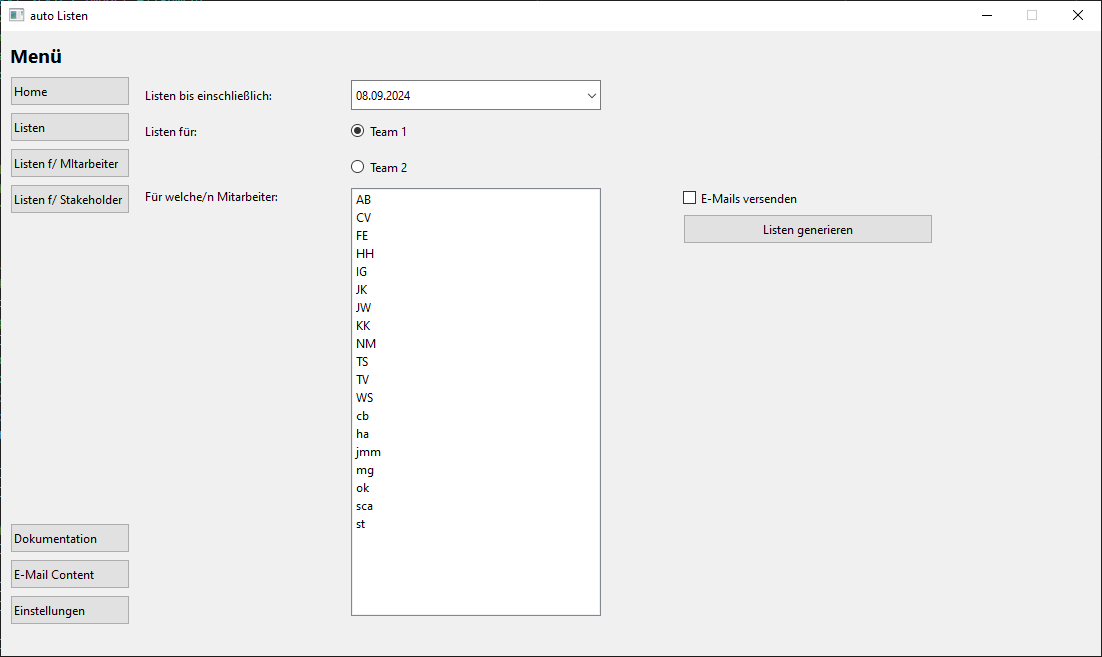 auto Listen
Menü
Home
Listen
Listen f/ MItarbeiter
Listen f/ Stakeholder
Dokumentation
E-Mail Content
Einstellungen
Listen bis einschließlich:
08.09.2024
Listen für:
Team 1
Team 2
Für welche/n Mitarbeiter:
AB
CV
FE
HH
IG
JK
JW
KK
NM
TS
TV
WS
cb
ha
jmm
mg
ok
sca
st
E-Mails versenden
Listen generieren